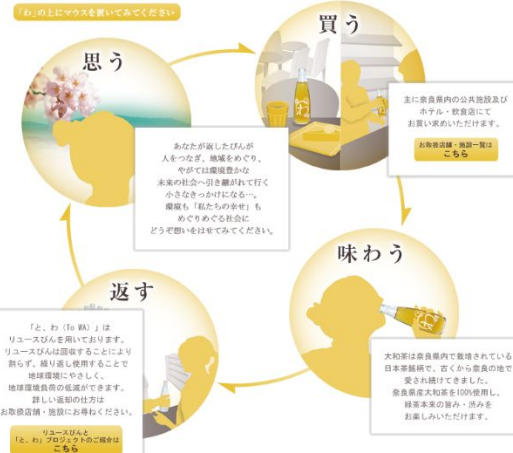 「わ」の上にマウスを置いてみてください
思う
あなたが返したびんが
人をつなぎ、地域をめぐり、
やがては環境豊かな
未来の社会へ引き継がれて行く
小さなきっかけになる…。
環境も「私たちの幸せ」も
めぐりめぐる社会に
どうぞ想いをはせてみてください。
買う
主に奈良県内の公共施設及び
ホテル・飲食店にて
お買い求めいただけます。
お取扱店舗・施設一覧は
こちら
味わう
大和茶は奈良県内で栽培されている
日本茶銘柄で、古くから奈良の地で
愛され続けてきました。
奈良県産大和茶を100%使用し、
緑茶本来の旨み・渋みを
お楽しみいただけます。
返す
「と、わ（To WA）」は
リユースびんを用いております。
リユースびんは回収することにより
割らず、繰り返し使用することで
地球環境にやさしく、
地球環境負荷の低減ができます。
詳しい返却の仕方は
お取扱店舗・施設にお尋ねください。
リユースびんと
「と、わ」プロジェクトのご紹介は
こちら